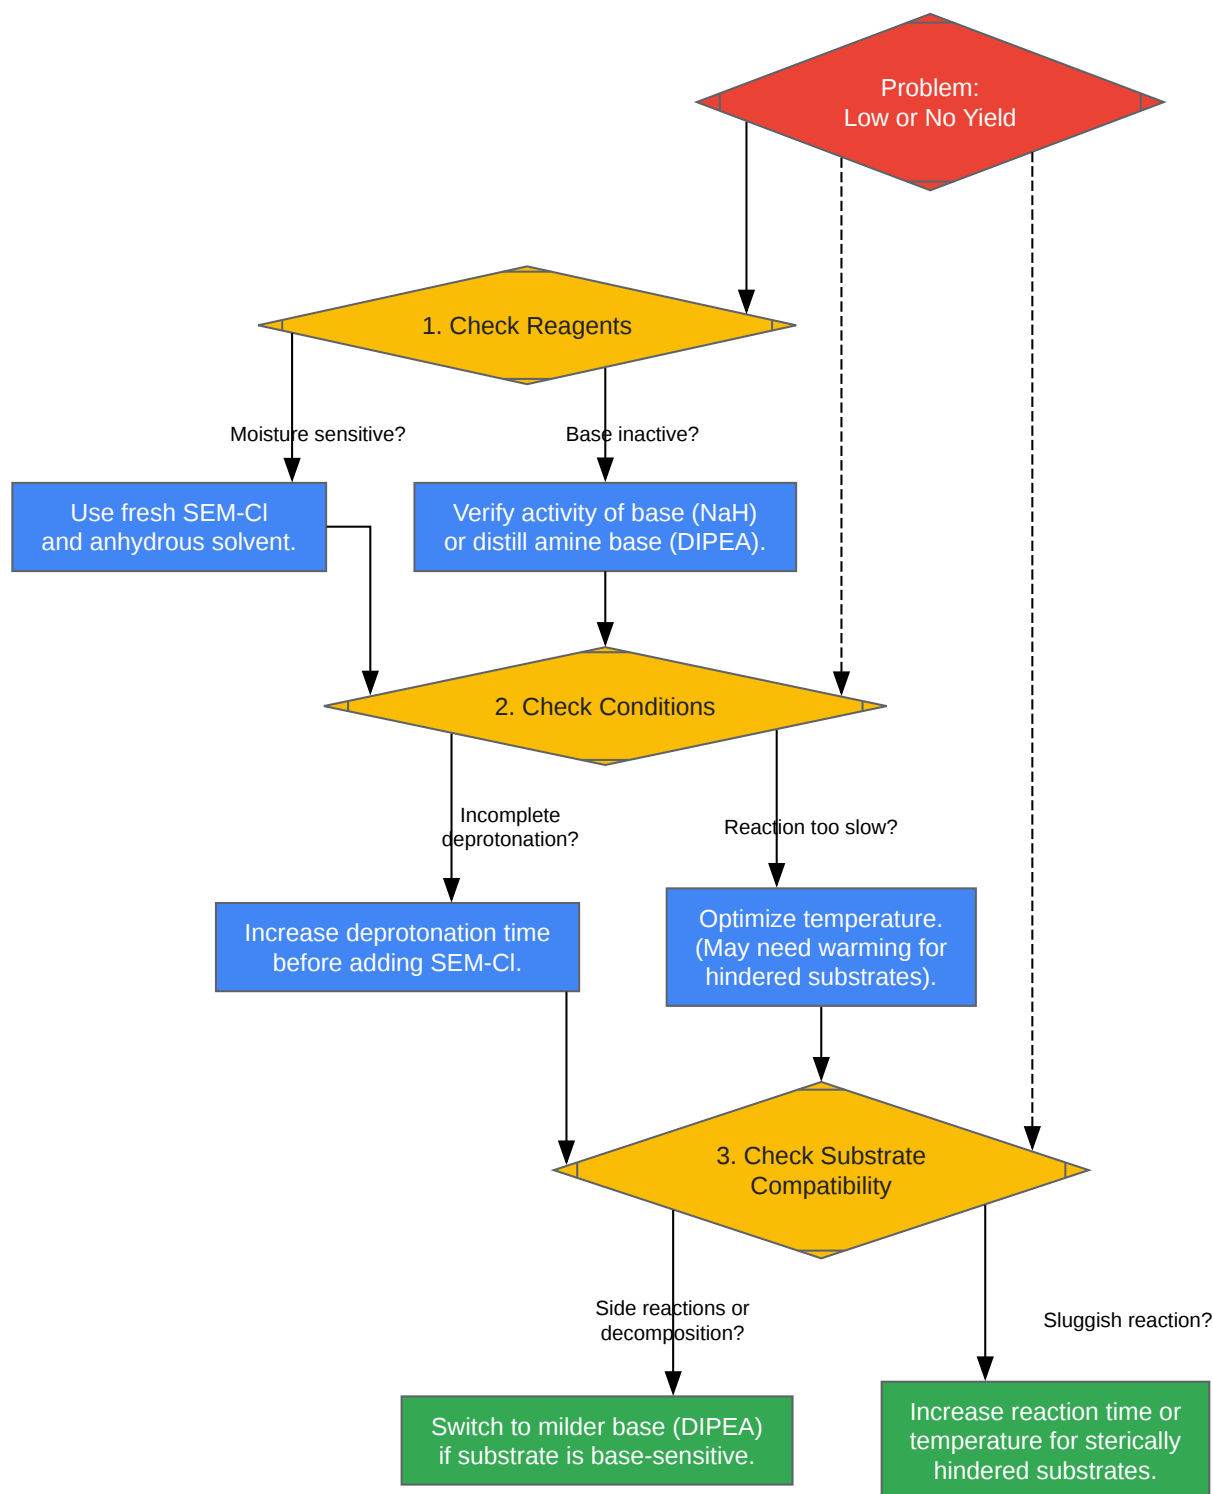 Problem:
Low or No Yield
1. Check Reagents
Moisture sensitive?
Base inactive?
Use fresh SEM-Cl
and anhydrous solvent.
Verify activity of base (NaH)
or distill amine base (DIPEA).
2. Check Conditions
Incomplete
deprotonation?
Reaction too slow?
Increase deprotonation time
before adding SEM-Cl.
Optimize temperature.
(May need warming for
hindered substrates).
3. Check Substrate
Compatibility
Side reactions or
decomposition?
Sluggish reaction?
Switch to milder base (DIPEA)
if substrate is base-sensitive.
Increase reaction time or
temperature for sterically
hindered substrates.